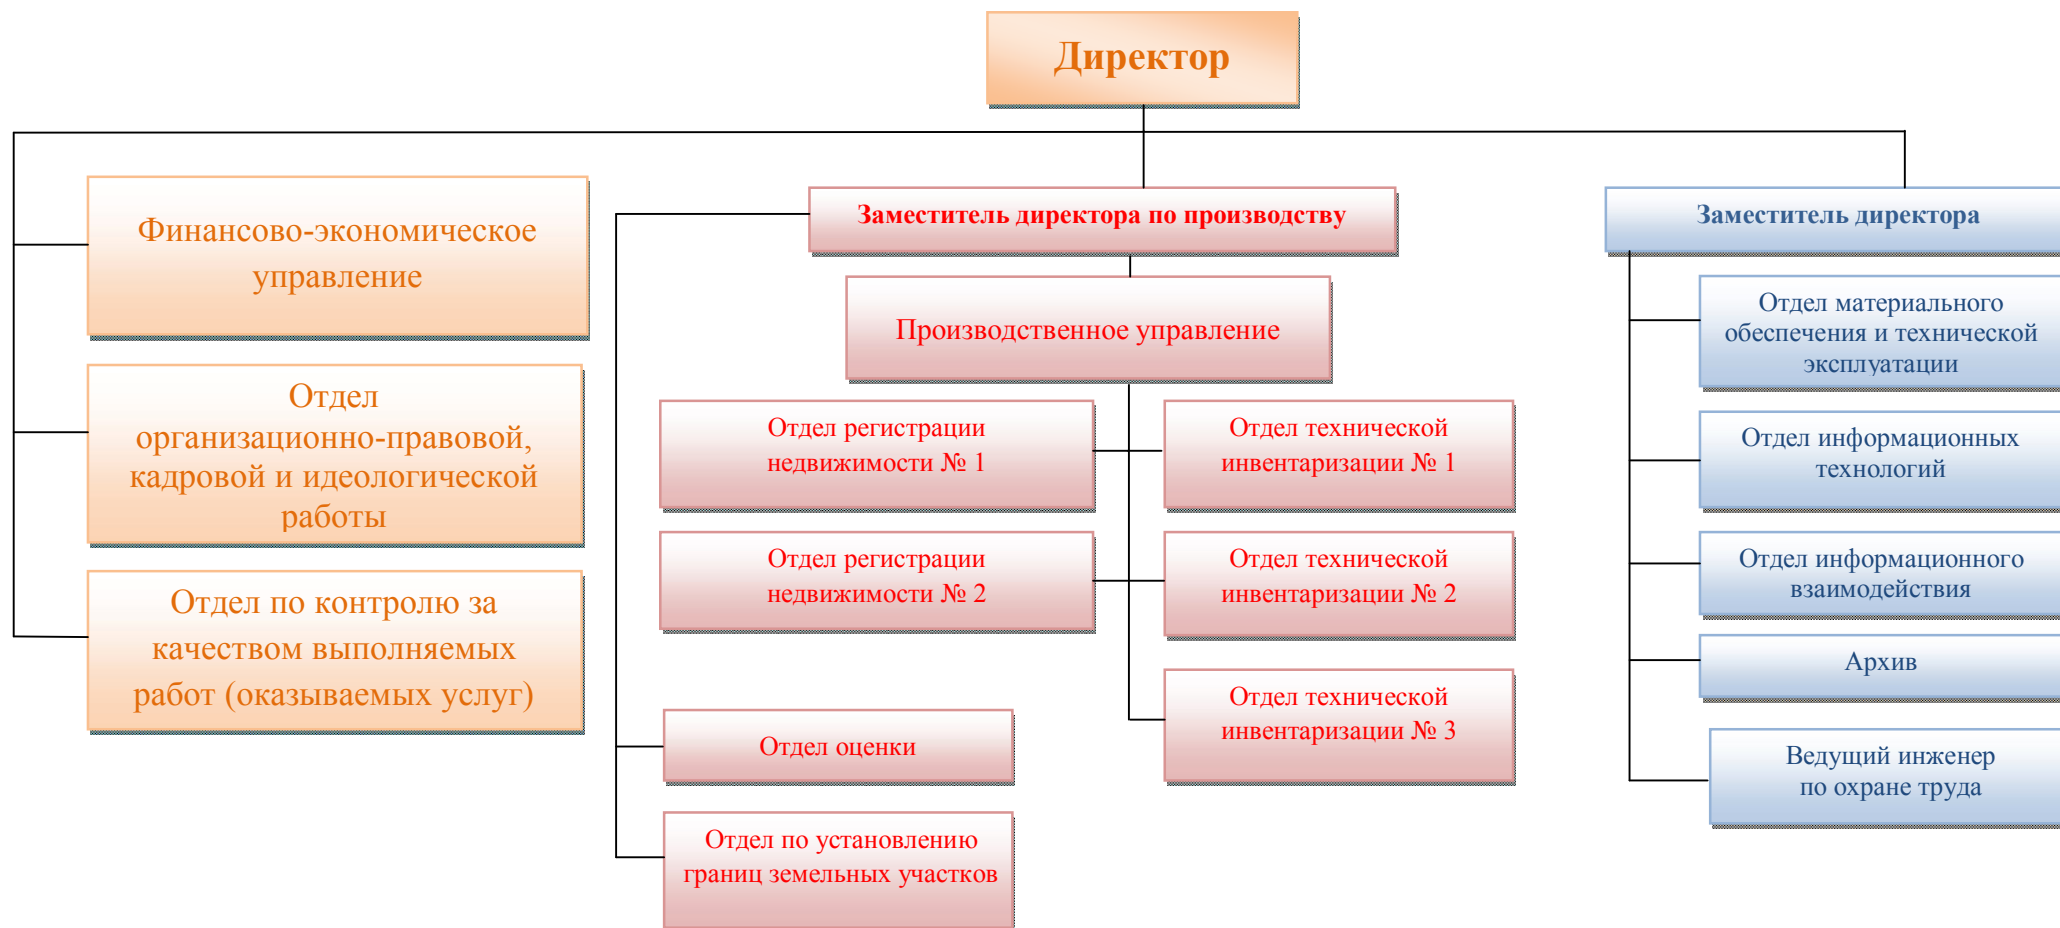 Директор
Финансово-экономическое
управление
Отдел
организационно-правовой,
кадровой и идеологической
работы
Отдел по контролю за
качеством выполняемых
работ (оказываемых услуг)
Заместитель директора по производству
Производственное управление
Отдел регистрации
недвижимости № 1
Отдел технической
инвентаризации № 1
Отдел регистрации
недвижимости № 2
Отдел технической
инвентаризации № 2
Отдел технической
инвентаризации № 3
Отдел оценки
Отдел по установлению
границ земельных участков
Заместитель директора
Отдел материального
обеспечения и технической
эксплуатации
Отдел информационных
технологий
Отдел информационного
взаимодействия
Архив
Ведущий инженер
по охране труда